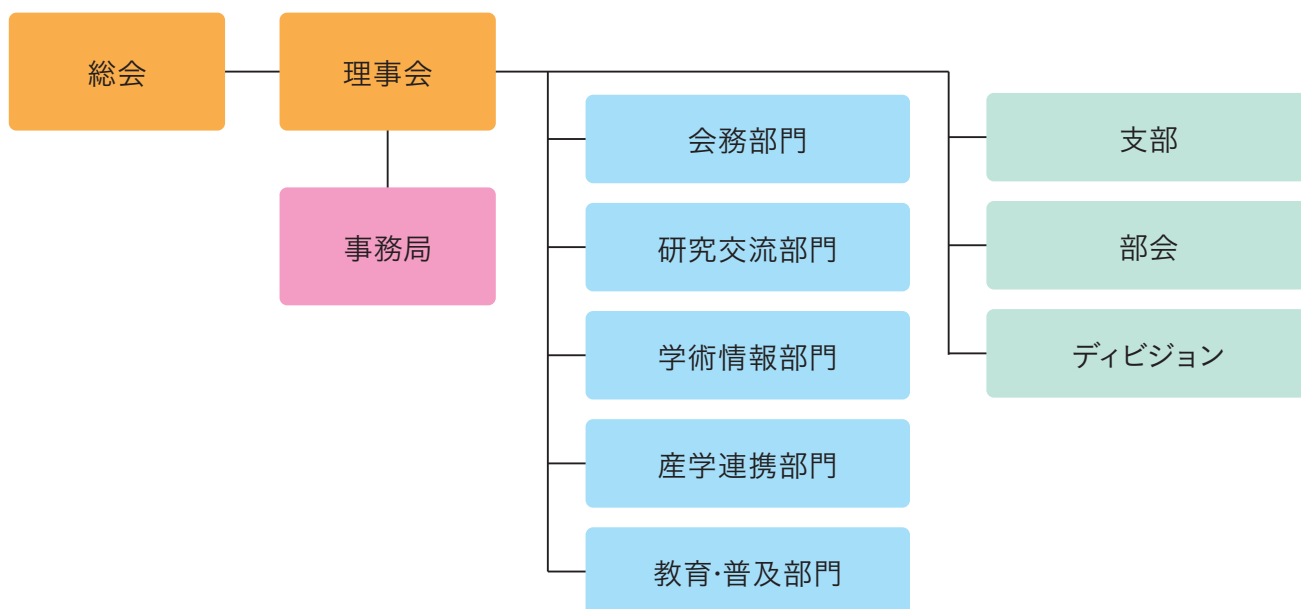 総会
理事会
事務局
会務部門
研究交流部門
学術情報部門
産学連携部門
教育・普及部門
支部
部会
ディビジョン